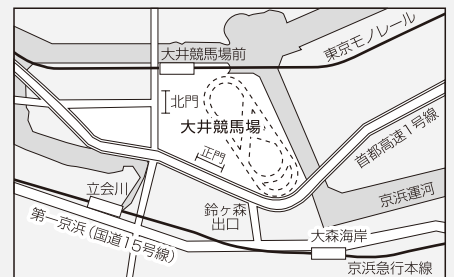 大井競馬場前
東京モノレール
北門
大井競馬場
正門
首都高速1号線
立会川
鈴ヶ森
出口
京浜運河
第一京浜（国道15号線）
大森海岸
京浜急行本線